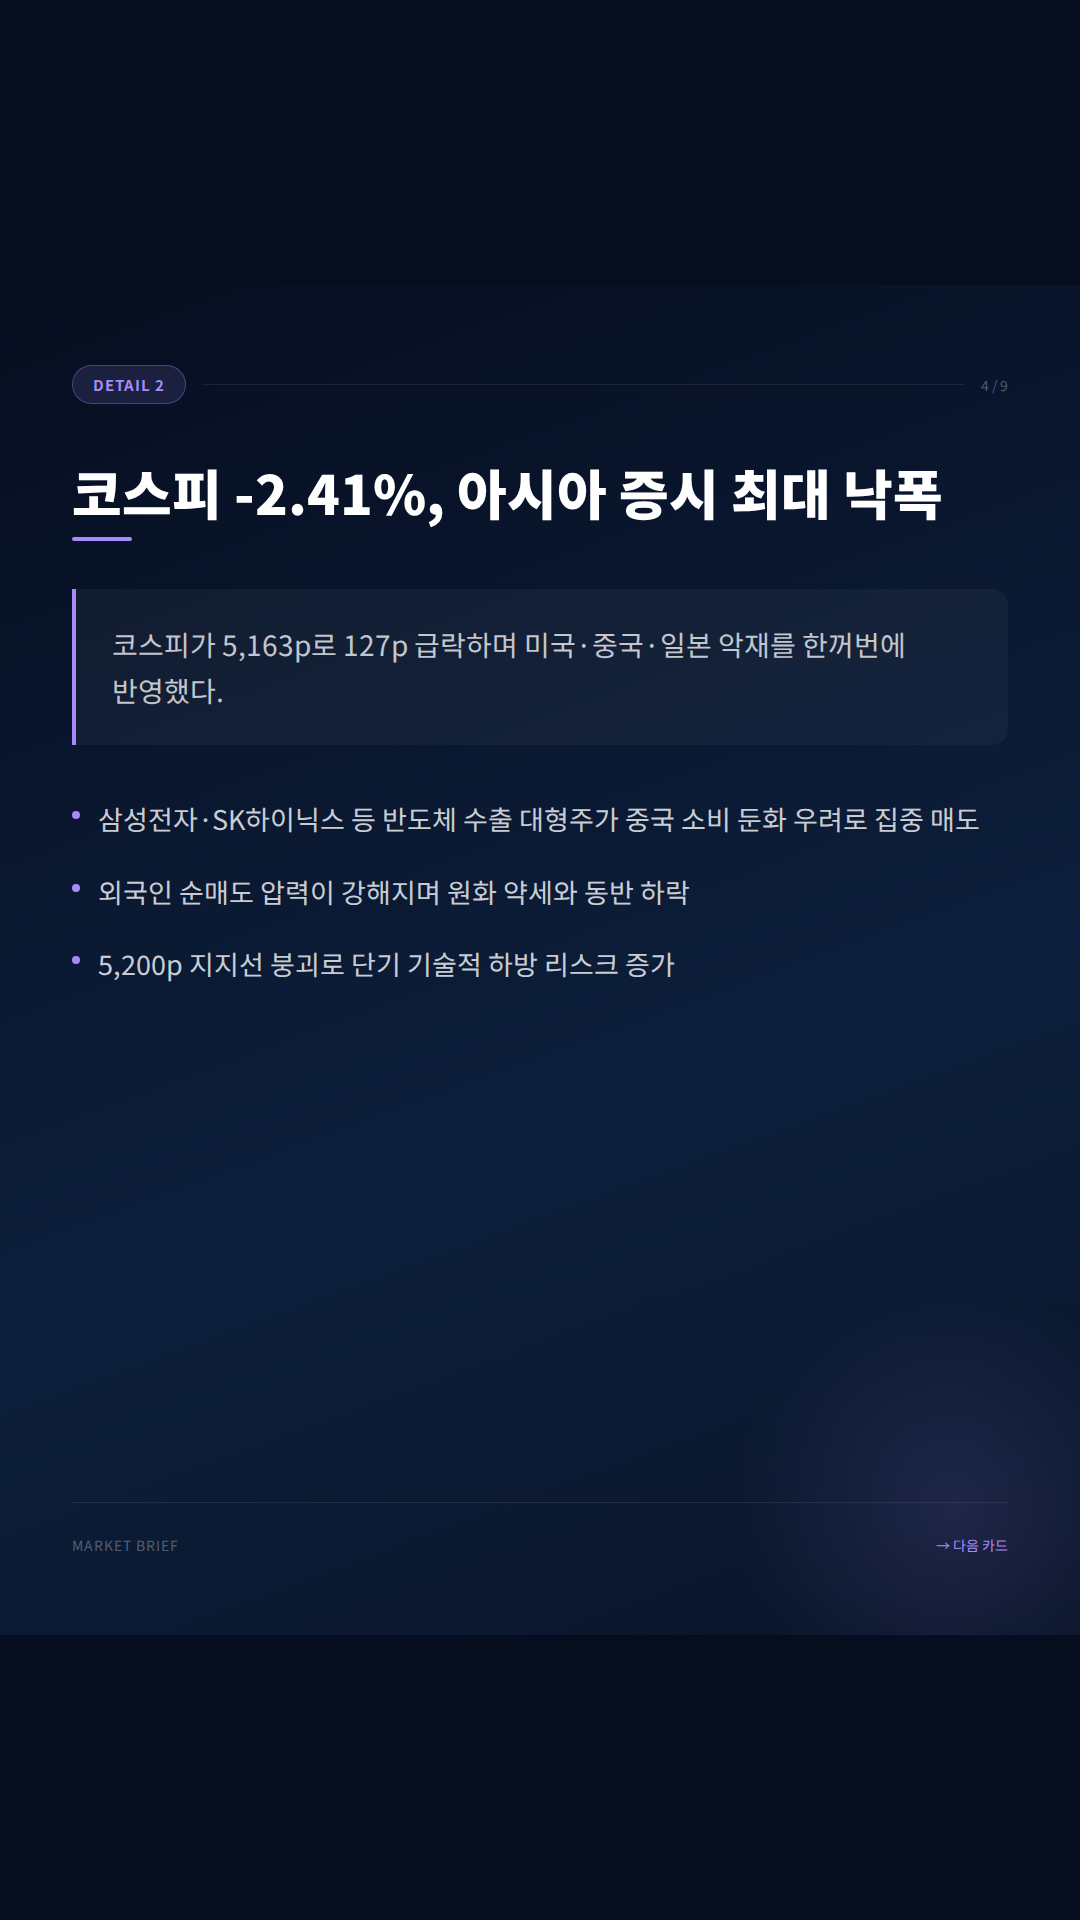 DETAIL 2
4 / 9
코스피 -2.41%, 아시아 증시 최대 낙폭
코스피가 5,163p로 127p 급락하며 미국·중국·일본 악재를 한꺼번에
반영했다.
삼성전자·SK하이닉스 등 반도체 수출 대형주가 중국 소비 둔화 우려로 집중 매도
외국인 순매도 압력이 강해지며 원화 약세와 동반 하락
5,200p 지지선 붕괴로 단기 기술적 하방 리스크 증가
MARKET BRIEF
→ 다음 카드